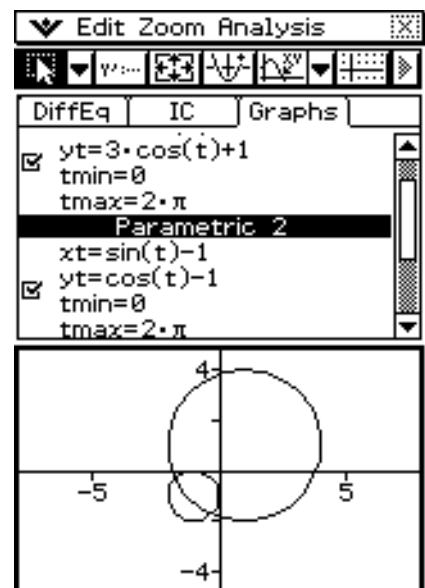 Edit Zoom Analysis
DiffEq IC Graphs
yt=3·cos(t)+1
tmin=0
tmax=2·π
Parametric 2
xt=sin(t)-1
yt=cos(t)-1
tmin=0
tmax=2·π
4
-5 5
-4